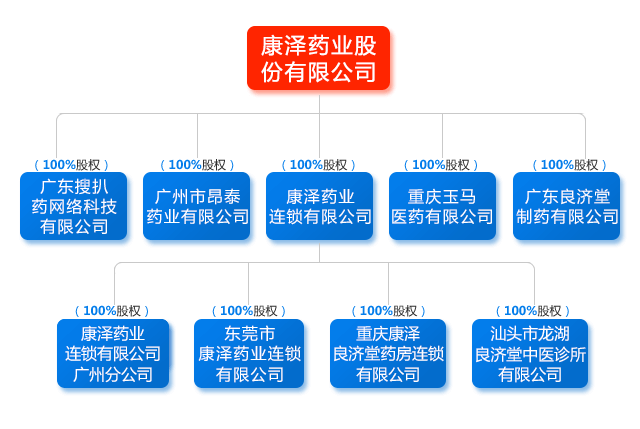 康泽药业股
份有限公司
（100%股权）
（100%股权）
（100%股权）
（100%股权）
（100%股权）
广东搜扒
药网络科技
有限公司
广州市昂泰
药业有限公司
康泽药业
连锁有限公司
重庆玉马
医药有限公司
广东良济堂
制药有限公司
（100%股权）
（100%股权）
（100%股权）
（100%股权）
康泽药业
连锁有限公司
广州分公司
东莞市
康泽药业连锁
有限公司
重庆康泽
良济堂药房连锁
有限公司
汕头市龙湖
良济堂中医诊所
有限公司